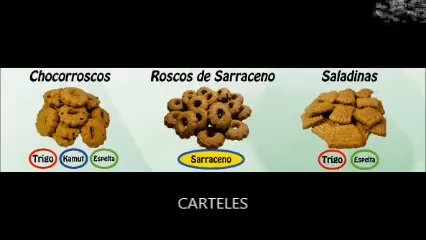 Chocorroscos
Roscos de Sarraceno
Saladinas
Trigo
Kamut
Espelta
Sarraceno
Trigo
Espelta
CARTELES